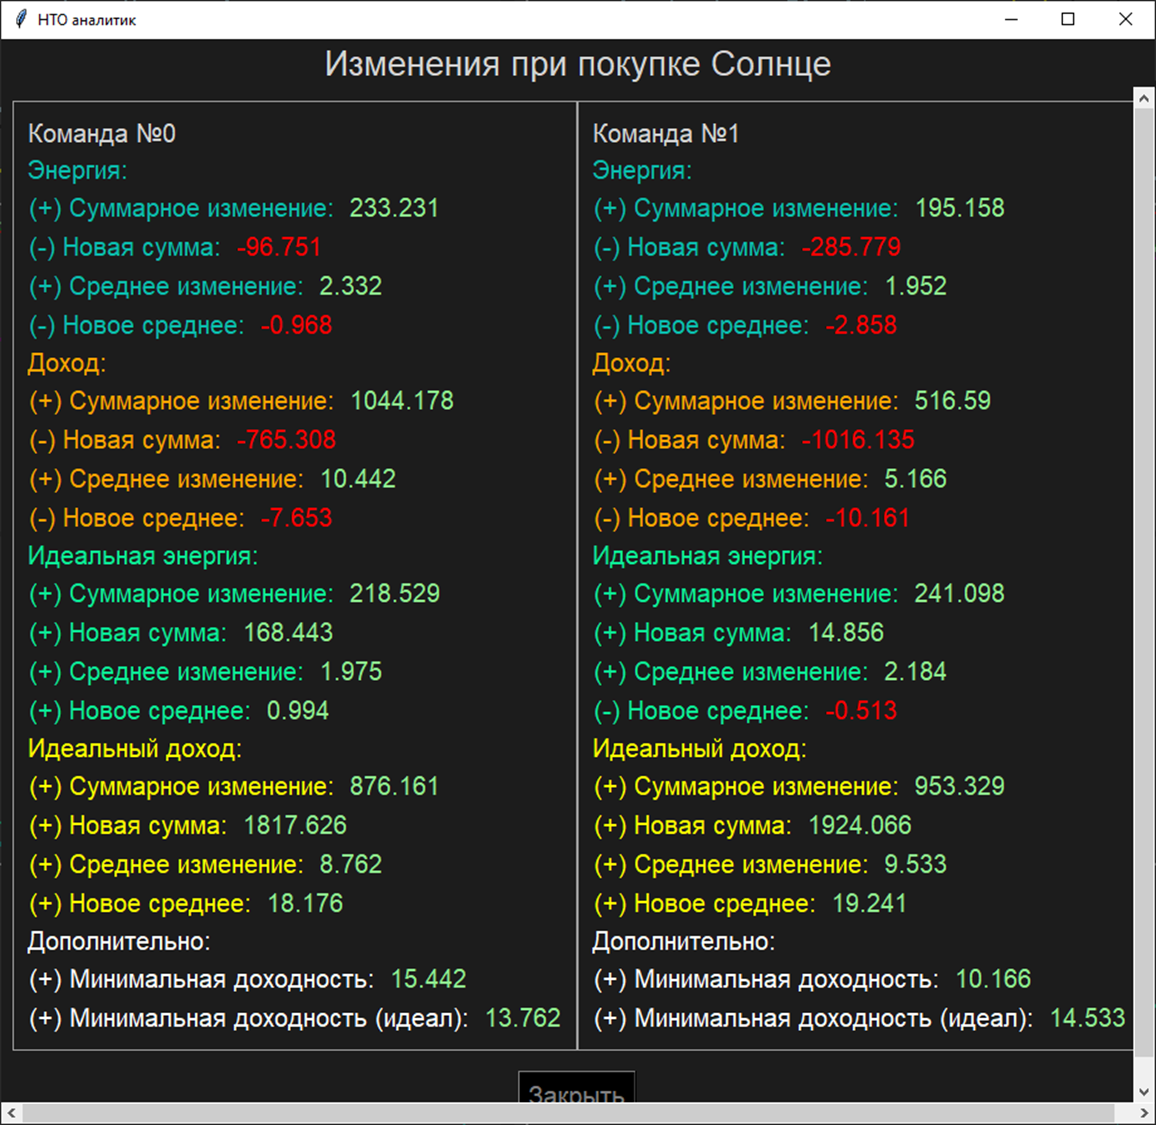 НТО аналитик
Изменения при покупке Солнце
Команда №0
Энергия:
(+) Суммарное изменение: 233.231
(-) Новая сумма: -96.751
(+) Среднее изменение: 2.332
(-) Новое среднее: -0.968
Доход:
(+) Суммарное изменение: 1044.178
(-) Новая сумма: -765.308
(+) Среднее изменение: 10.442
(-) Новое среднее: -7.653
Идеальная энергия:
(+) Суммарное изменение: 218.529
(+) Новая сумма: 168.443
(+) Среднее изменение: 1.975
(+) Новое среднее: 0.994
Идеальный доход:
(+) Суммарное изменение: 876.161
(+) Новая сумма: 1817.626
(+) Среднее изменение: 8.762
(+) Новое среднее: 18.176
Дополнительно:
(+) Минимальная доходность: 15.442
(+) Минимальная доходность (идеал): 13.762
Команда №1
Энергия:
(+) Суммарное изменение: 195.158
(-) Новая сумма: -285.779
(+) Среднее изменение: 1.952
(-) Новое среднее: -2.858
Доход:
(+) Суммарное изменение: 516.59
(-) Новая сумма: -1016.135
(+) Среднее изменение: 5.166
(-) Новое среднее: -10.161
Идеальная энергия:
(+) Суммарное изменение: 241.098
(+) Новая сумма: 14.856
(+) Среднее изменение: 2.184
(-) Новое среднее: -0.513
Идеальный доход:
(+) Суммарное изменение: 953.329
(+) Новая сумма: 1924.066
(+) Среднее изменение: 9.533
(+) Новое среднее: 19.241
Дополнительно:
(+) Минимальная доходность: 10.166
(+) Минимальная доходность (идеал): 14.533
Закрыть